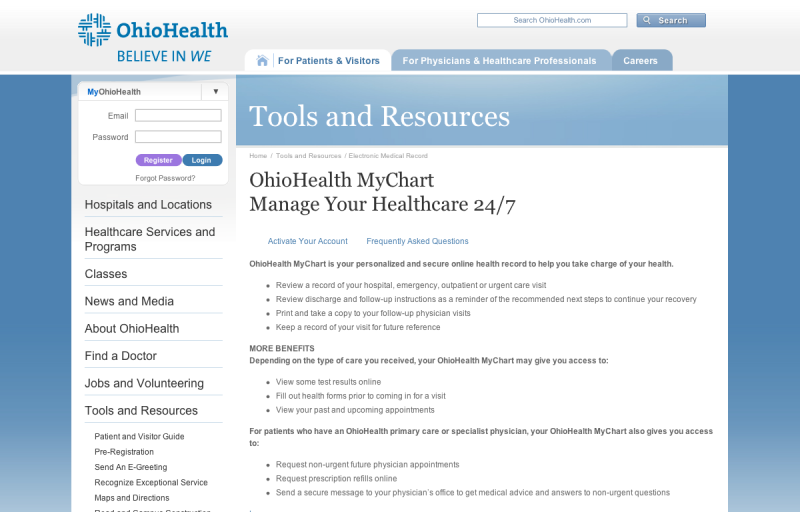 OhioHealth
BELIEVE IN WE
Search OhioHealth.com
Search
For Patients & Visitors
For Physicians & Healthcare Professionals
Careers
MyOhioHealth
Email
Password
Register
Login
Forgot Password?
Hospitals and Locations
Healthcare Services and
Programs
Classes
News and Media
About OhioHealth
Find a Doctor
Jobs and Volunteering
Tools and Resources
Patient and Visitor Guide
Pre-Registration
Send An E-Greeting
Recognize Exceptional Service
Maps and Directions
Tools and Resources
Home / Tools and Resources / Electronic Medical Record
OhioHealth MyChart
Manage Your Healthcare 24/7
Activate Your Account
Frequently Asked Questions
OhioHealth MyChart is your personalized and secure online health record to help you take charge of your health.
Review a record of your hospital, emergency, outpatient or urgent care visit
Review discharge and follow-up instructions as a reminder of the recommended next steps to continue your recovery
Print and take a copy to your follow-up physician visits
Keep a record of your visit for future reference
MORE BENEFITS
Depending on the type of care you received, your OhioHealth MyChart may give you access to:
View some test results online
Fill out health forms prior to coming in for a visit
View your past and upcoming appointments
For patients who have an OhioHealth primary care or specialist physician, your OhioHealth MyChart also gives you access
to:
Request non-urgent future physician appointments
Request prescription refills online
Send a secure message to your physician's office to get medical advice and answers to non-urgent questions